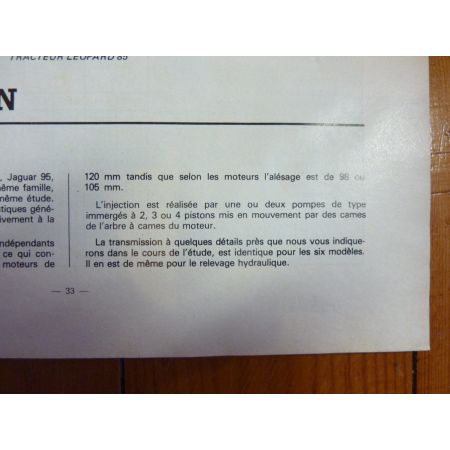 TRACTEUR LEOPARD 85
N
, Jaguar 95,
ême famille,
même étude.
tiques géné-
ivement à la
ndépendants
ce qui con-
moteurs de
120 mm tandis que selon les moteurs l'alésage est de 98 ou
105 mm.
L'injection est réalisée par une ou deux pompes de type
immergés à 2, 3 ou 4 pistons mis en mouvement par des cames
de l'arbre à cames du moteur.
La transmission à quelques détails près que nous vous indique-
rons dans le cours de l'étude, est identique pour les six modèles.
Il en est de même pour le relevage hydraulique.
— 33 —